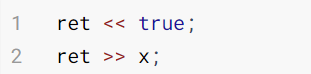 1 ret << true;
2 ret >> x;